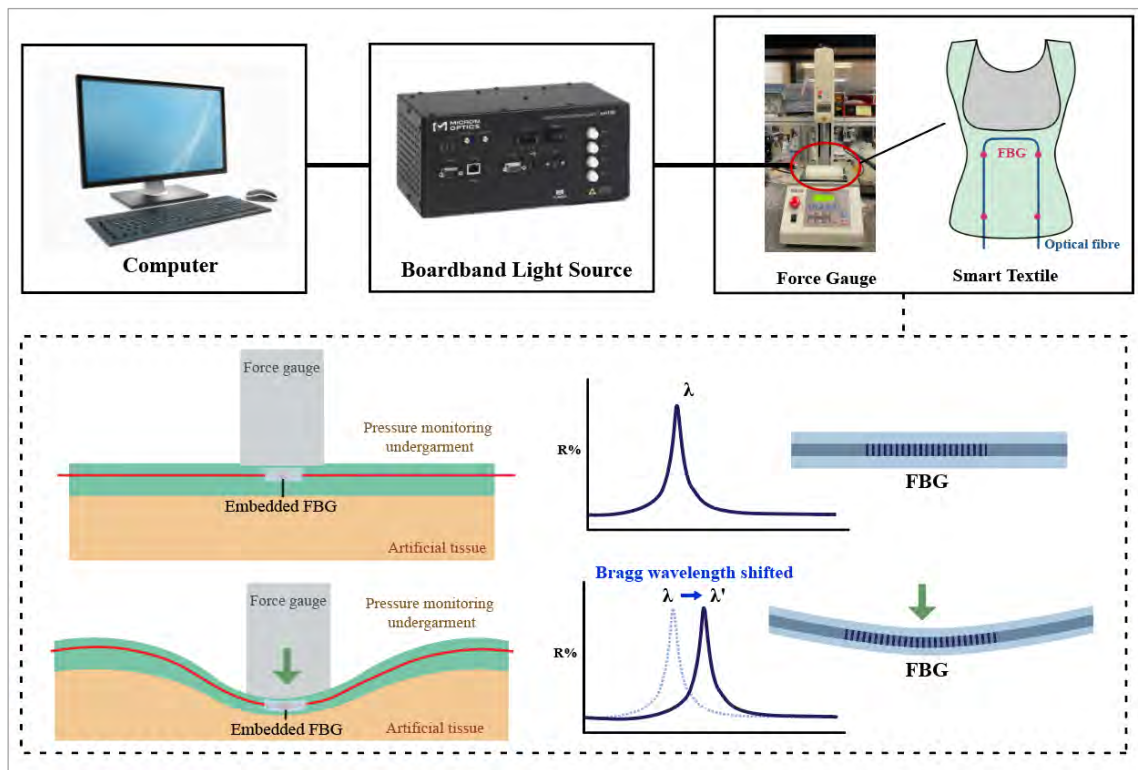 MICRON
OPTICS
Computer
Boardband Light Source
Force Gauge
FBG
Optical fibre
Smart Textile
Force gauge
Pressure monitoring
undergarment
Embedded FBG
Artificial tissue
λ
R%
FBG
Force gauge
Pressure monitoring
undergarment
Embedded FBG
Artificial tissue
Bragg wavelength shifted
λ λ'
R%
FBG